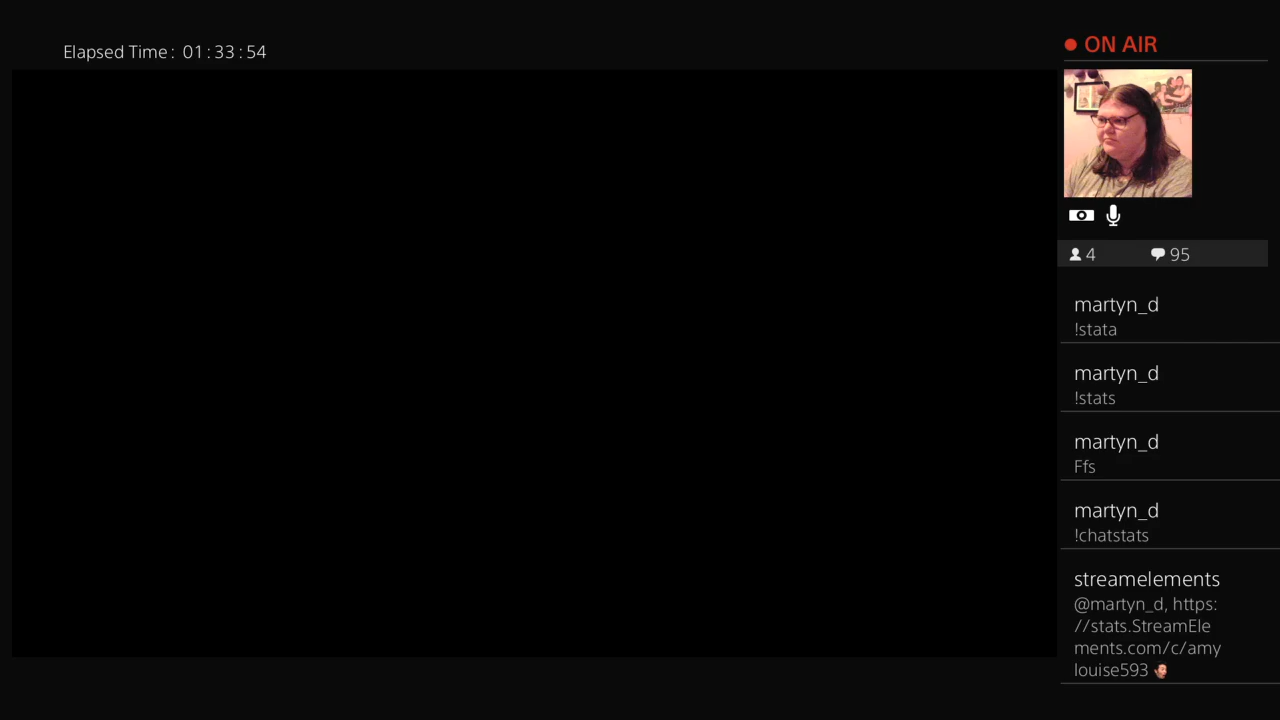 Elapsed Time: 01:33:54
ON AIR
4 95
martyn_d
!stata
martyn_d
!stats
martyn_d
Ffs
martyn_d
!chatstats
streamelements
@martyn_d, https:
//stats.StreamEle
ments.com/c/amy
louise593